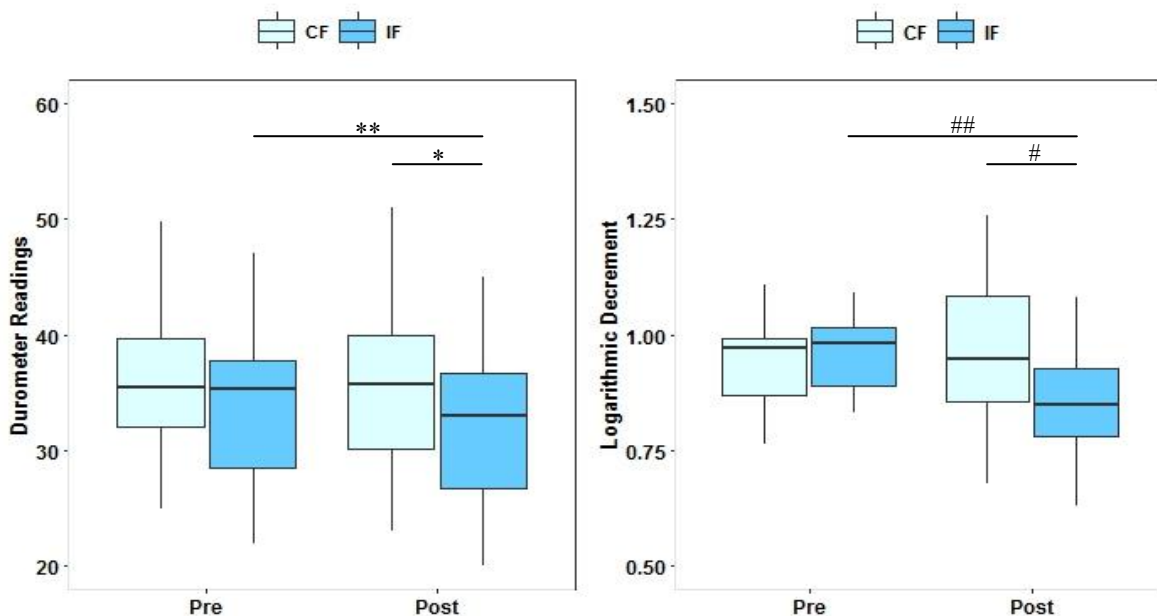 CF IF
Durometer Readings
60
50
40
30
20
**
*
Pre Post
CF IF
Logarithmic Decrement
1.50
1.25
1.00
0.75
0.50
##
#
Pre Post